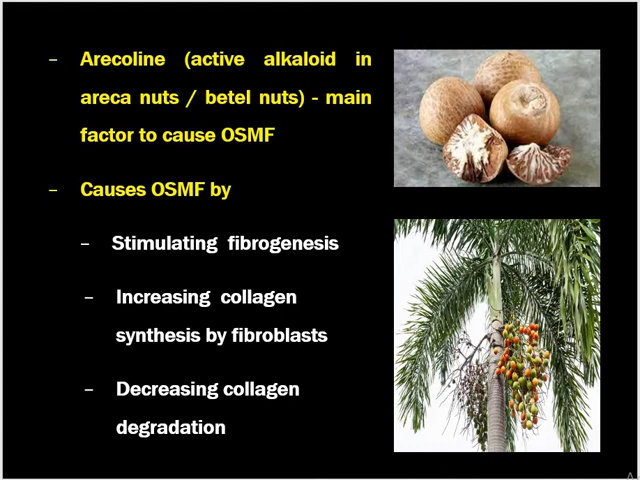 – Arecoline (active alkaloid in
areca nuts / betel nuts) - main
factor to cause OSMF
– Causes OSMF by
– Stimulating fibrogenesis
– Increasing collagen
synthesis by fibroblasts
– Decreasing collagen
degradation